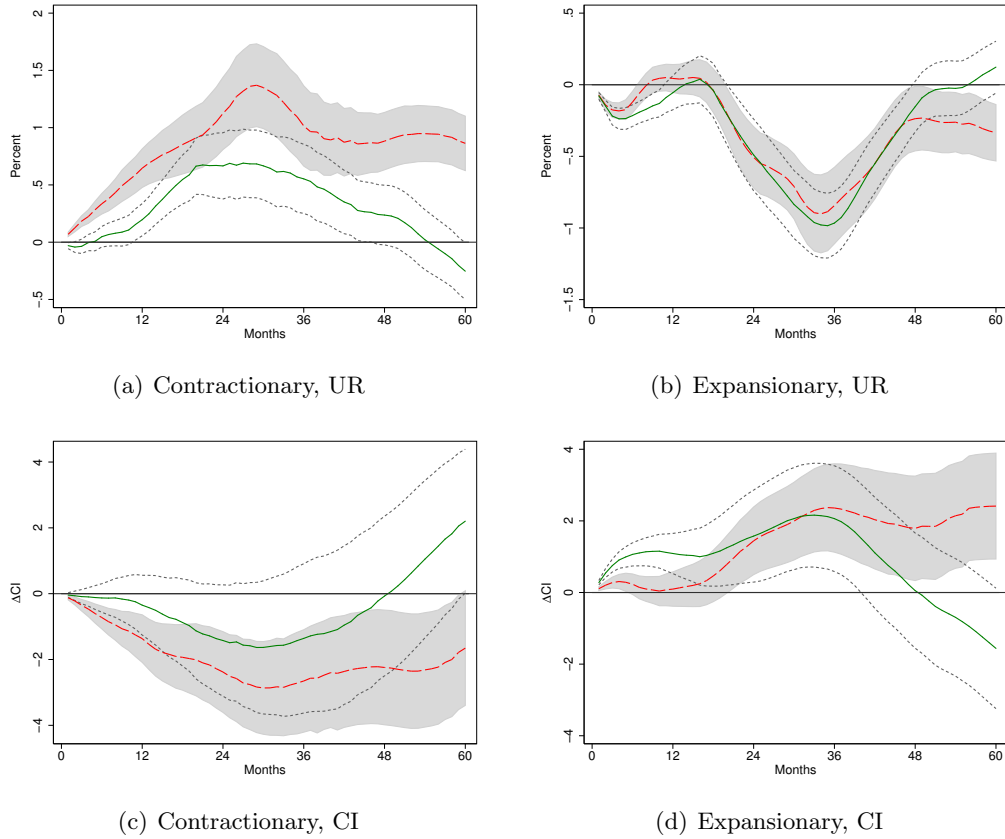 2
1.5
1
.5
0
−.5
Percent
0 12 24 36 48 60
Months
(a) Contractionary, UR
.5
0
−.5
−1
−1.5
Percent
0 12 24 36 48 60
Months
(b) Expansionary, UR
4
2
0
−2
−4
ΔCI
0 12 24 36 48 60
Months
(c) Contractionary, CI
4
2
0
−2
−4
ΔCI
0 12 24 36 48 60
Months
(d) Expansionary, CI